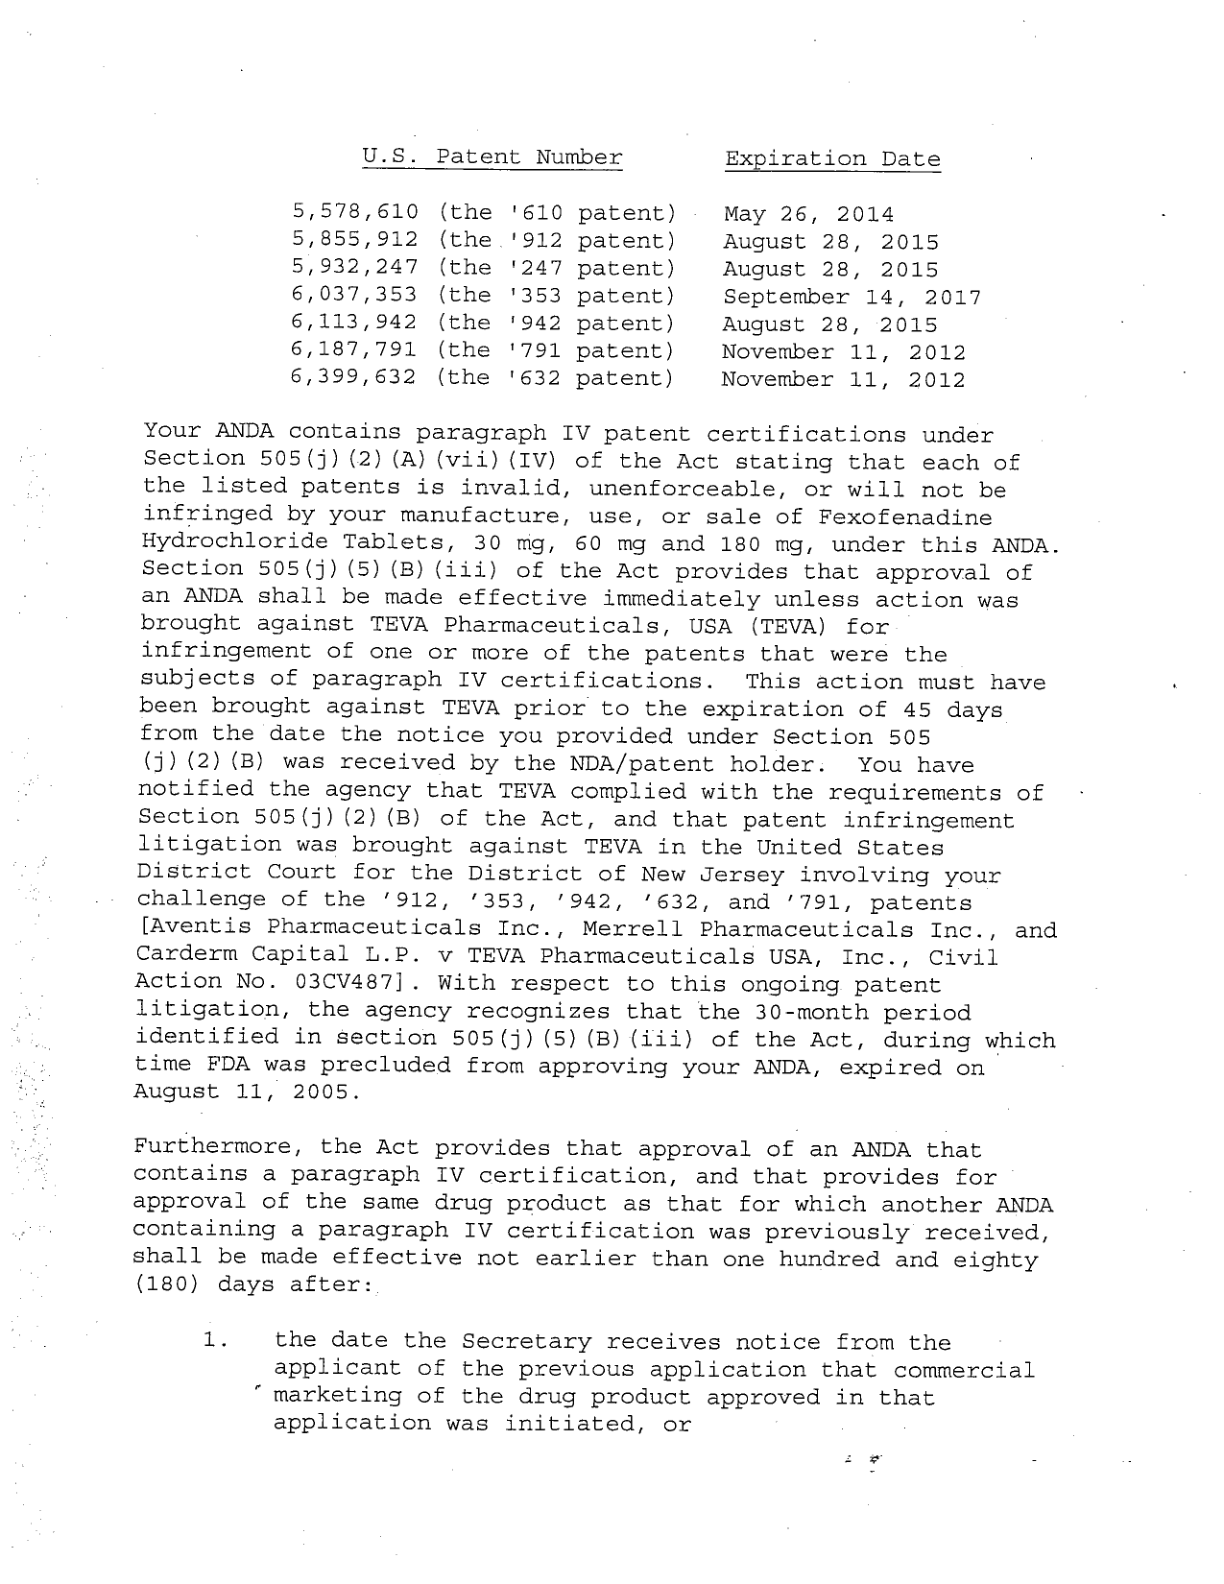 U.S. Patent Number Expiration Date
5,578,610 (the '610 patent) May 26, 2014
5,855,912 (the '912 patent) August 28, 2015
5,932,247 (the '247 patent) August 28, 2015
6,037,353 (the '353 patent) September 14, 2017
6,113,942 (the '942 patent) August 28, 2015
6,187,791 (the '791 patent) November 11, 2012
6,399,632 (the '632 patent) November 11, 2012
Your ANDA contains paragraph IV patent certifications under
Section 505(j)(2)(A)(vii)(IV) of the Act stating that each of
the listed patents is invalid, unenforceable, or will not be
infringed by your manufacture, use, or sale of Fexofenadine
Hydrochloride Tablets, 30 mg, 60 mg and 180 mg, under this ANDA.
Section 505(j)(5)(B)(iii) of the Act provides that approval of
an ANDA shall be made effective immediately unless action was
brought against TEVA Pharmaceuticals, USA (TEVA) for
infringement of one or more of the patents that were the
subjects of paragraph IV certifications. This action must have
been brought against TEVA prior to the expiration of 45 days
from the date the notice you provided under Section 505
(j)(2)(B) was received by the NDA/patent holder. You have
notified the agency that TEVA complied with the requirements of
Section 505(j)(2)(B) of the Act, and that patent infringement
litigation was brought against TEVA in the United States
District Court for the District of New Jersey involving your
challenge of the '912, '353, '942, '632, and '791, patents
[Aventis Pharmaceuticals Inc., Merrell Pharmaceuticals Inc., and
Carderm Capital L.P. v TEVA Pharmaceuticals USA, Inc., Civil
Action No. 03CV487]. With respect to this ongoing patent
litigation, the agency recognizes that the 30-month period
identified in section 505(j)(5)(B)(iii) of the Act, during which
time FDA was precluded from approving your ANDA, expired on
August 11, 2005.
Furthermore, the Act provides that approval of an ANDA that
contains a paragraph IV certification, and that provides for
approval of the same drug product as that for which another ANDA
containing a paragraph IV certification was previously received,
shall be made effective not earlier than one hundred and eighty
(180) days after:
1. the date the Secretary receives notice from the
applicant of the previous application that commercial
marketing of the drug product approved in that
application was initiated, or